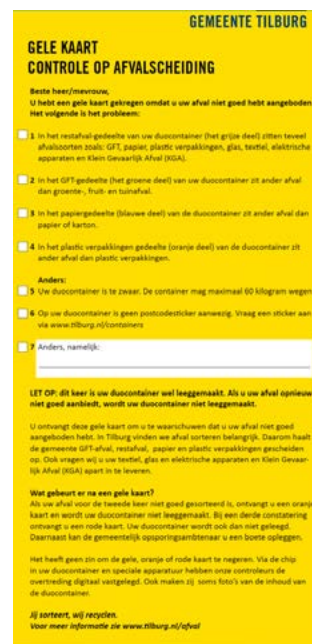 GEMEENTE TILBURG
GELE KAART
CONTROLE OP AFVALSCHEIDING
Beste heer/mevrouw,
U hebt een gele kaart gekregen omdat u uw afval niet goed hebt aangeboden
Het volgende is het probleem:
1 In het restafval-gedeelte van uw duocontainer (het grijze deel) zitten teveel
afvalsoorten zoals: GFT, papier, plastic verpakkingen, glas, textiel, elektrische
apparaten en Klein Gevaarlijk Afval (KGA).
2 In het GFT-gedeelte (het groene deel) van uw duocontainer zit ander afval
dan groente-, fruit- en tuinafval.
3 In het papiergedeelte (blauwe deel) van de duocontainer zit ander afval dan
papier of karton.
4 In het plastic verpakkingen gedeelte (oranje deel) van de duocontainer zit
ander afval dan plastic verpakkingen.
Anders:
5 Uw duocontainer is te zwaar. De container mag maximaal 60 kilogram wegen
6 Op uw duocontainer is geen postcodesticker aanwezig. Vraag een sticker aan
via www.tilburg.nl/containers
7 Anders, namelijk:
LET OP: dit keer is uw duocontainer wel leeggemaakt. Als u uw afval opnieuw
niet goed aanbiedt, wordt uw duocontainer niet leeggemaakt.
U ontvangt deze gele kaart om u te waarschuwen dat u uw afval niet goed
aangeboden hebt. In Tilburg vinden we afval sorteren belangrijk. Daarom haalt
de gemeente GFT-afval, restafval, papier en plastic verpakkingen gescheiden
op. Ook vragen wij u uw textiel, glas en elektrische apparaten en Klein Gevaar-
lijk Afval (KGA) apart in te leveren.
Wat gebeurt er na een gele kaart?
Als uw afval voor de tweede keer niet goed gesorteerd is, ontvangt u een oranje
kaart en wordt uw duocontainer niet leeggemaakt. Bij een derde constatering
ontvangt u een rode kaart. Uw duocontainer wordt ook dan niet geleegd.
Daarnaast kan de gemeentelijk opsporingsambtenaar u een boete opleggen.
Het heeft geen zin om de gele, oranje of rode kaart te negeren. Via de chip
in uw duocontainer en speciale apparatuur hebben onze controleurs de
overtreding digitaal vastgelegd. Ook maken zij soms foto's van de inhoud van
de duocontainer.
Jij sorteert, wij recyclen.
Voor meer informatie zie www.tilburg.nl/afval